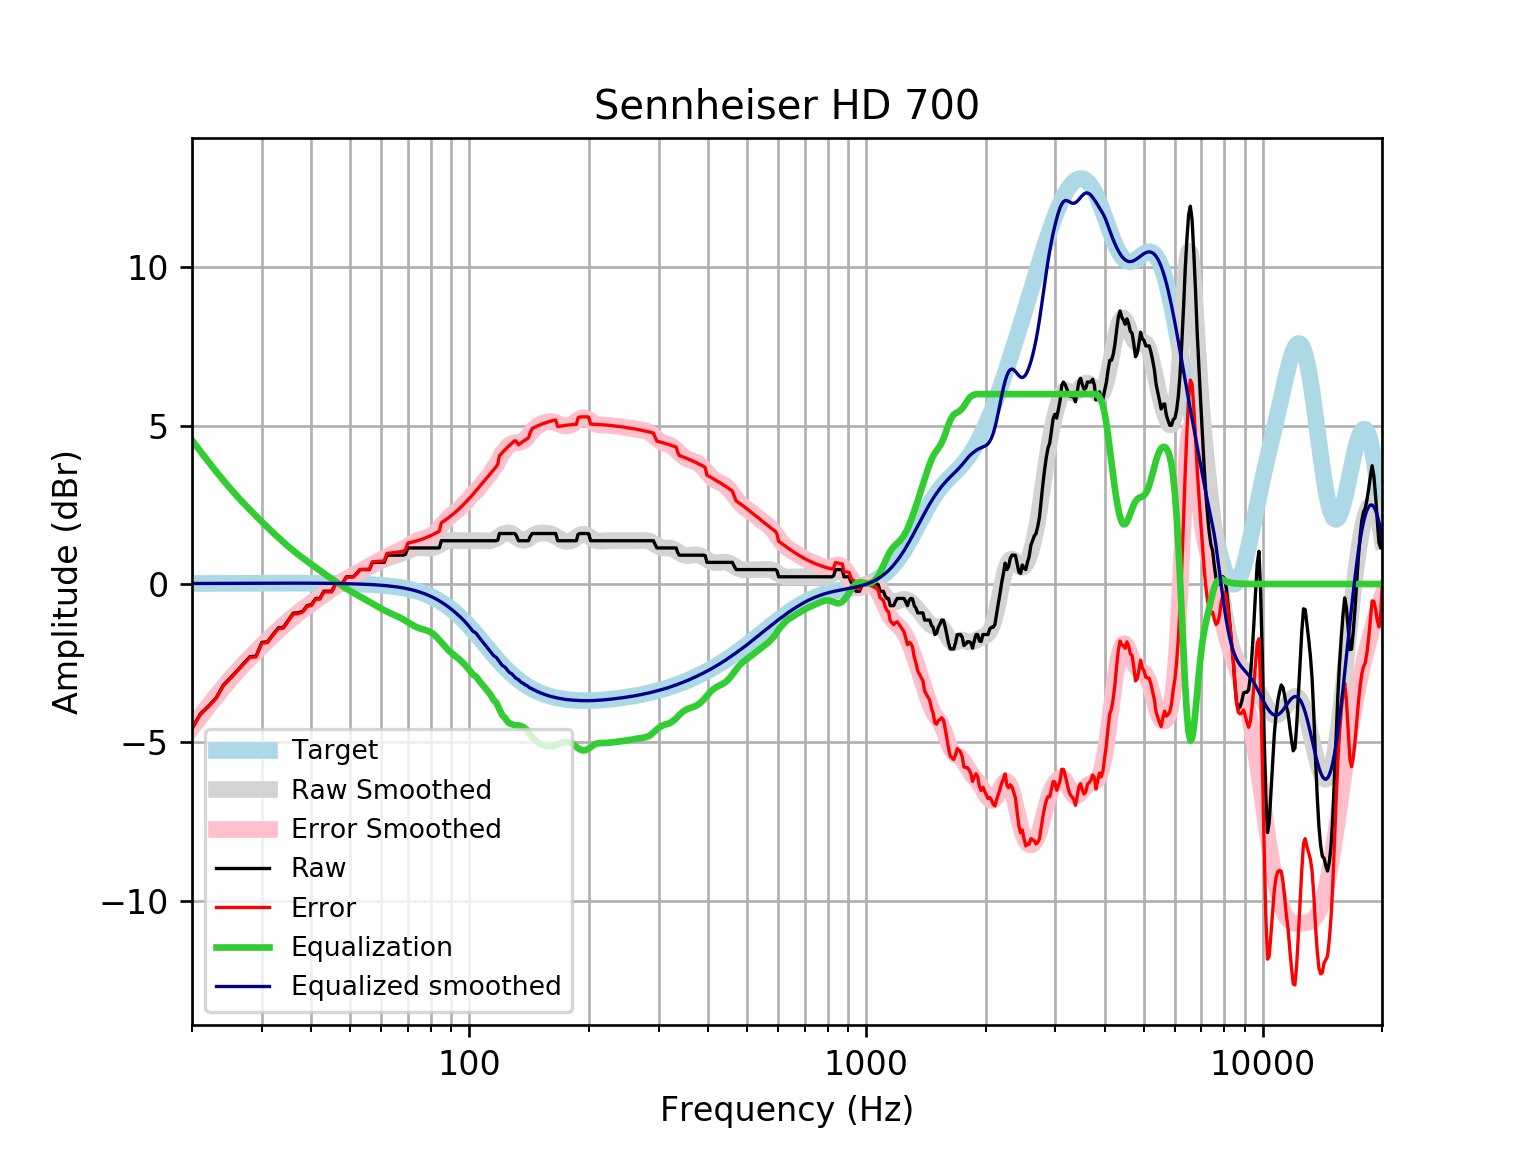 Sennheiser HD 700
Amplitude (dBr)
10
5
0
−5
−10
Target
Raw Smoothed
Error Smoothed
Raw
Error
Equalization
Equalized smoothed
100
1000
10000
Frequency (Hz)